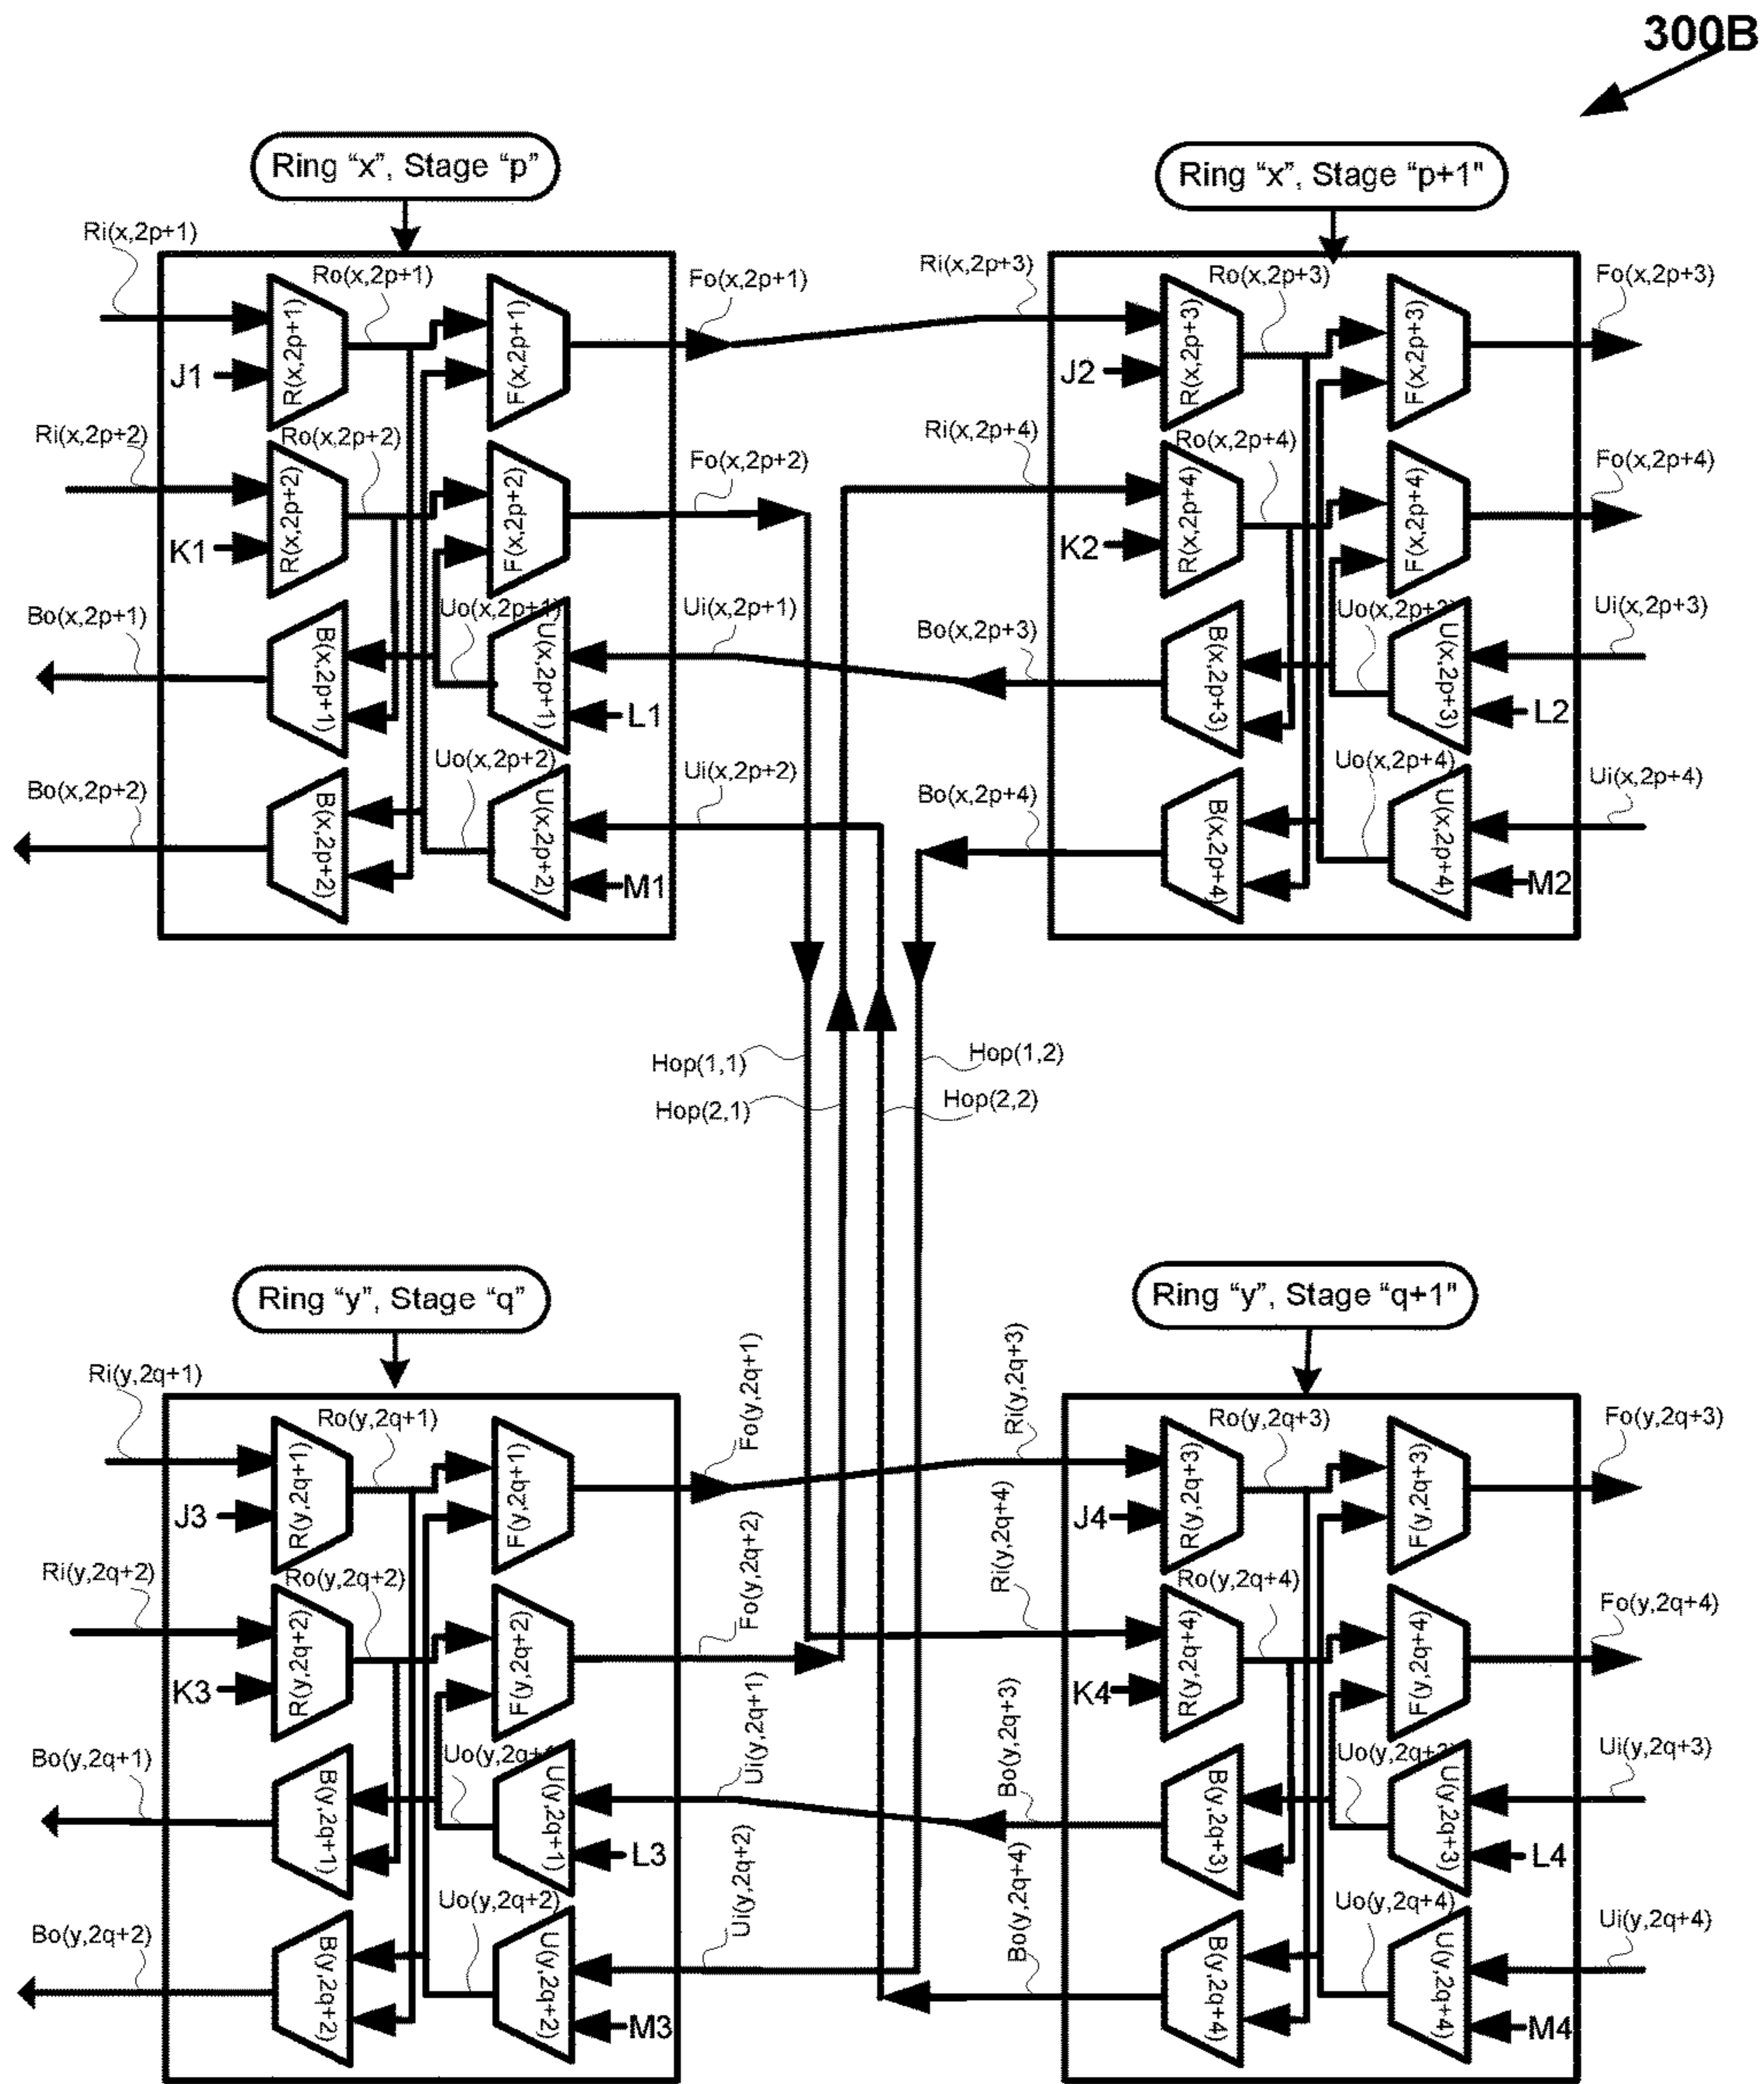 300B
Ring “x”, Stage “p”
Ring “x”, Stage “p+1"
Ri(x,2p+1)
Ro(x,2p+1)
Fo(x,2p+1)
Ri(x,2p+3)
Ro(x,2p+3)
Fo(x,2p+3)
R(x,2p+1)
F(x,2p+1)
R(x,2p+3)
F(x,2p+3)
J1
J2
Ri(x,2p+2)
Ro(x,2p+2)
Fo(x,2p+2)
Ri(x,2p+4)
Ro(x,2p+4)
Fo(x,2p+4)
R(x,2p+2)
F(x,2p+2)
R(x,2p+4)
F(x,2p+4)
K1
K2
Bo(x,2p+1)
Uo(x,2p+1)
Ui(x,2p+1)
Bo(x,2p+3)
Uo(x,2p+
Ui(x,2p+3)
B(x,2p+1)
U(x,2p+1)
B(x,2p+3)
U(x,2p+3)
L1
L2
Bo(x,2p+2)
Uo(x,2p+2)
Ui(x,2p+2)
Bo(x,2p+4)
Uo(x,2p+4)
Ui(x,2p+4)
B(x,2p+2)
U(x,2p+2)
B(x,2p+4)
U(x,2p+4)
M1
M2
Hop(1,1)
Hop(1,2)
Hop(2,1)
Hop(2,2)
Ring “y”, Stage “q”
Ring “y”, Stage “q+1"
Ri(y,2q+1)
Ro(y,2q+1)
Fo(y,2q+1)
Ri(y,2q+3)
Ro(y,2q+3)
Fo(y,2q+3)
R(y,2q+1)
F(y,2q+1)
R(y,2q+3)
F(y,2q+3)
J3
J4
Ri(y,2q+2)
Ro(y,2q+2)
Fo(y,2q+2)
Ri(y,2q+4)
Ro(y,2q+4)
Fo(y,2q+4)
R(y,2q+2)
F(y,2q+2)
R(y,2q+4)
F(y,2q+4)
K3
K4
Bo(y,2q+1)
Uo(y,2q+
Ui(y,2q+1)
Bo(y,2q+3)
Uo(y,2q+
Ui(y,2q+3)
B(y,2q+1)
U(y,2q+1)
B(y,2q+3)
U(y,2q+3)
L3
L4
Bo(y,2q+2)
Uo(y,2q+2)
Ui(y,2q+2)
Bo(y,2q+4)
Uo(y,2q+4)
Ui(y,2q+4)
B(y,2q+2)
U(y,2q+2)
B(y,2q+4)
U(y,2q+4)
M3
M4